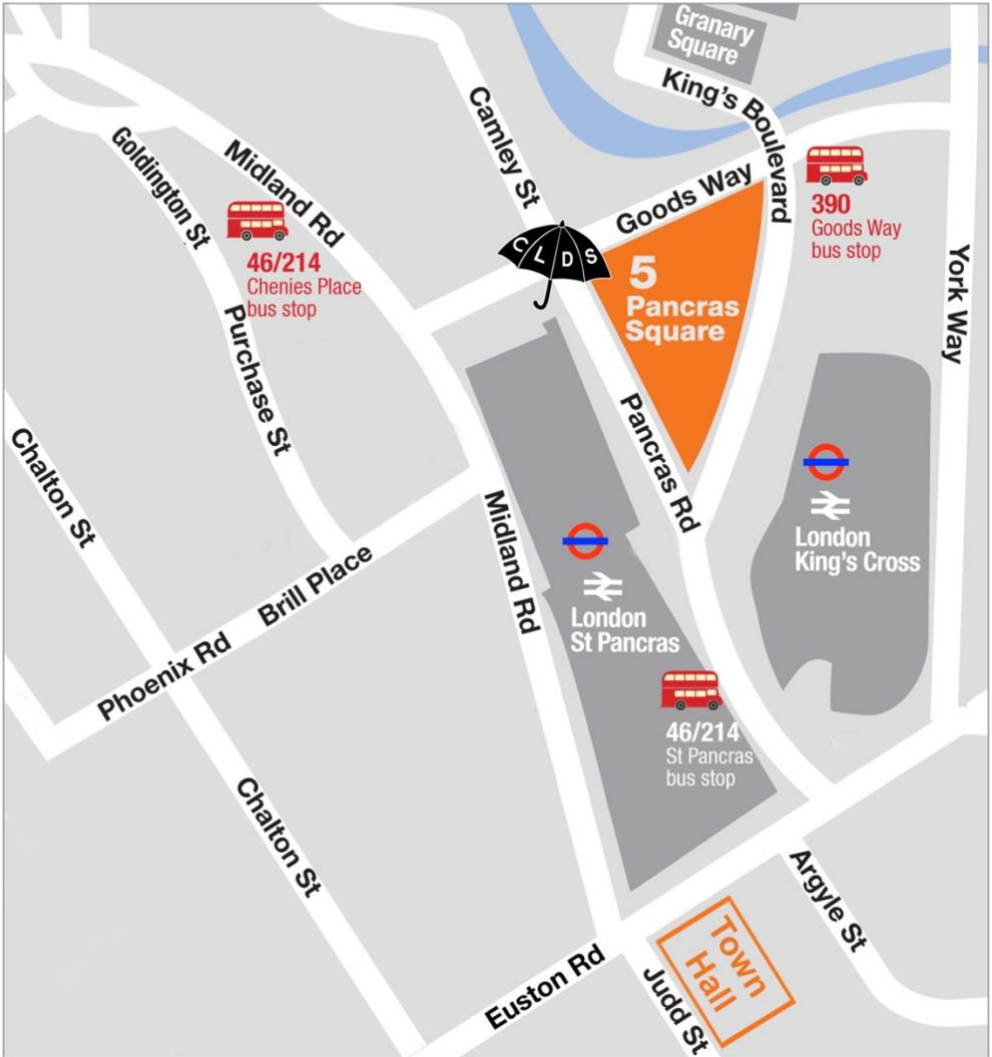 Granary
Square
King's Boulevard
Camley St
Goldington St
Midland Rd
Goods Way
390
Goods Way
bus stop
46/214
Chenies Place
bus stop
C L D S
5
Pancras
Square
York Way
Purchase St
Pancras Rd
Chalton St
London
King's Cross
Midland Rd
Brill Place
London
St Pancras
Phoenix Rd
46/214
St Pancras
bus stop
Chalton St
Argyle St
Town
Hall
Euston Rd
Judd St